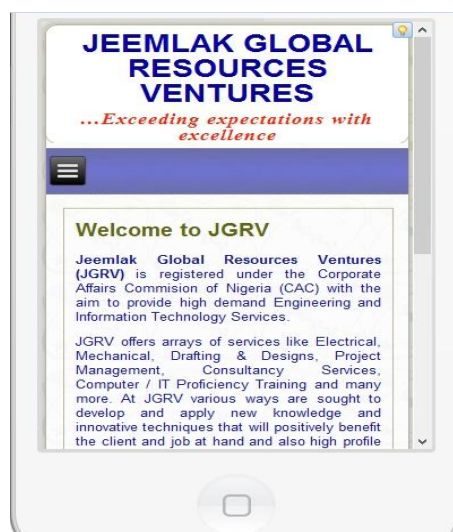 JEEMLAK GLOBAL
RESOURCES
VENTURES
...Exceeding expectations with
excellence
Welcome to JGRV
Jeemlak Global Resources Ventures
(JGRV) is registered under the Corporate
Affairs Commision of Nigeria (CAC) with the
aim to provide high demand Engineering and
Information Technology Services.
JGRV offers arrays of services like Electrical,
Mechanical, Drafting & Designs, Project
Management, Consultancy Services,
Computer / IT Proficiency Training and many
more. At JGRV various ways are sought to
develop and apply new knowledge and
innovative techniques that will positively benefit
the client and job at hand and also high profile